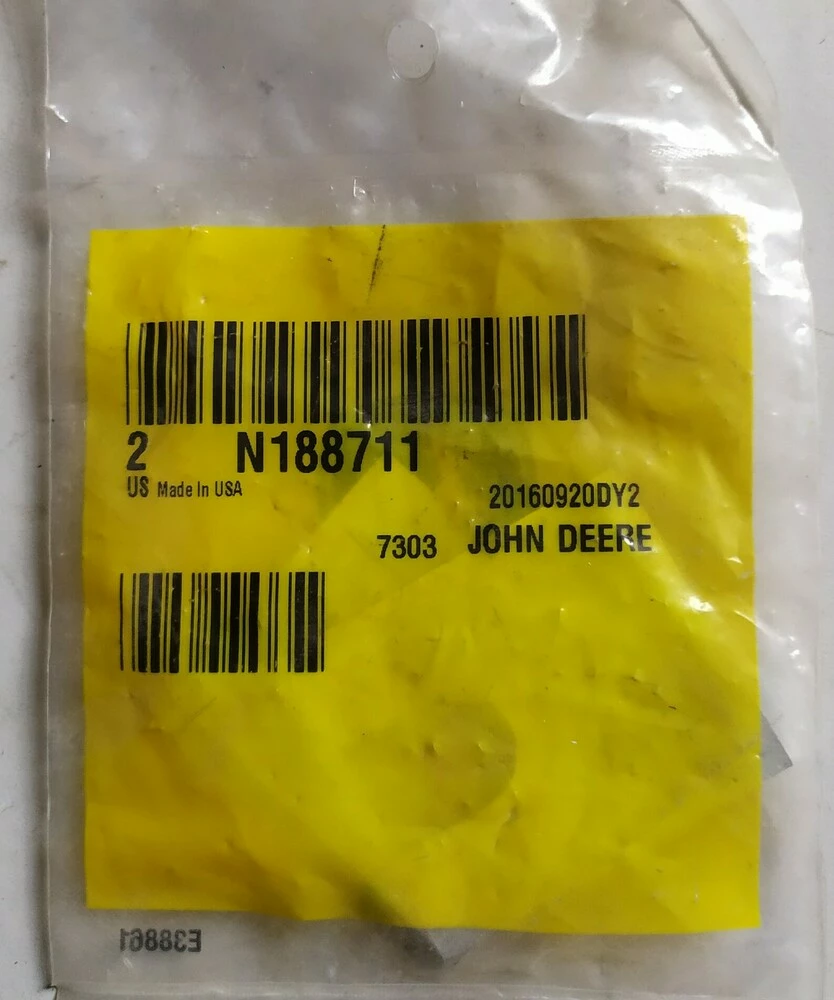 2 N188711
US Made In USA
20160920DY2
7303 JOHN DEERE
E38861